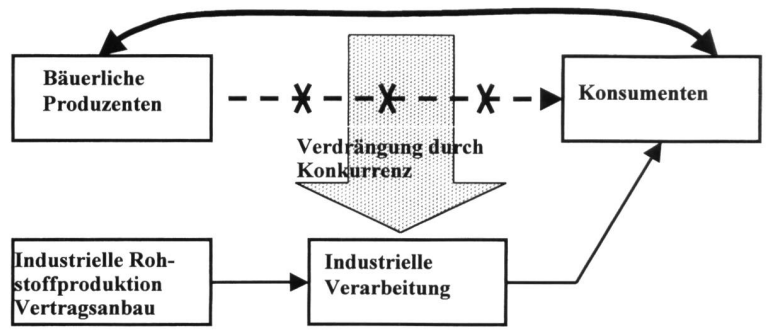 Bäuerliche
Produzenten
Konsumenten
Verdrängung durch
Konkurrenz
Industrielle Roh-
stoffproduktion
Vertragsanbau
Industrielle
Verarbeitung